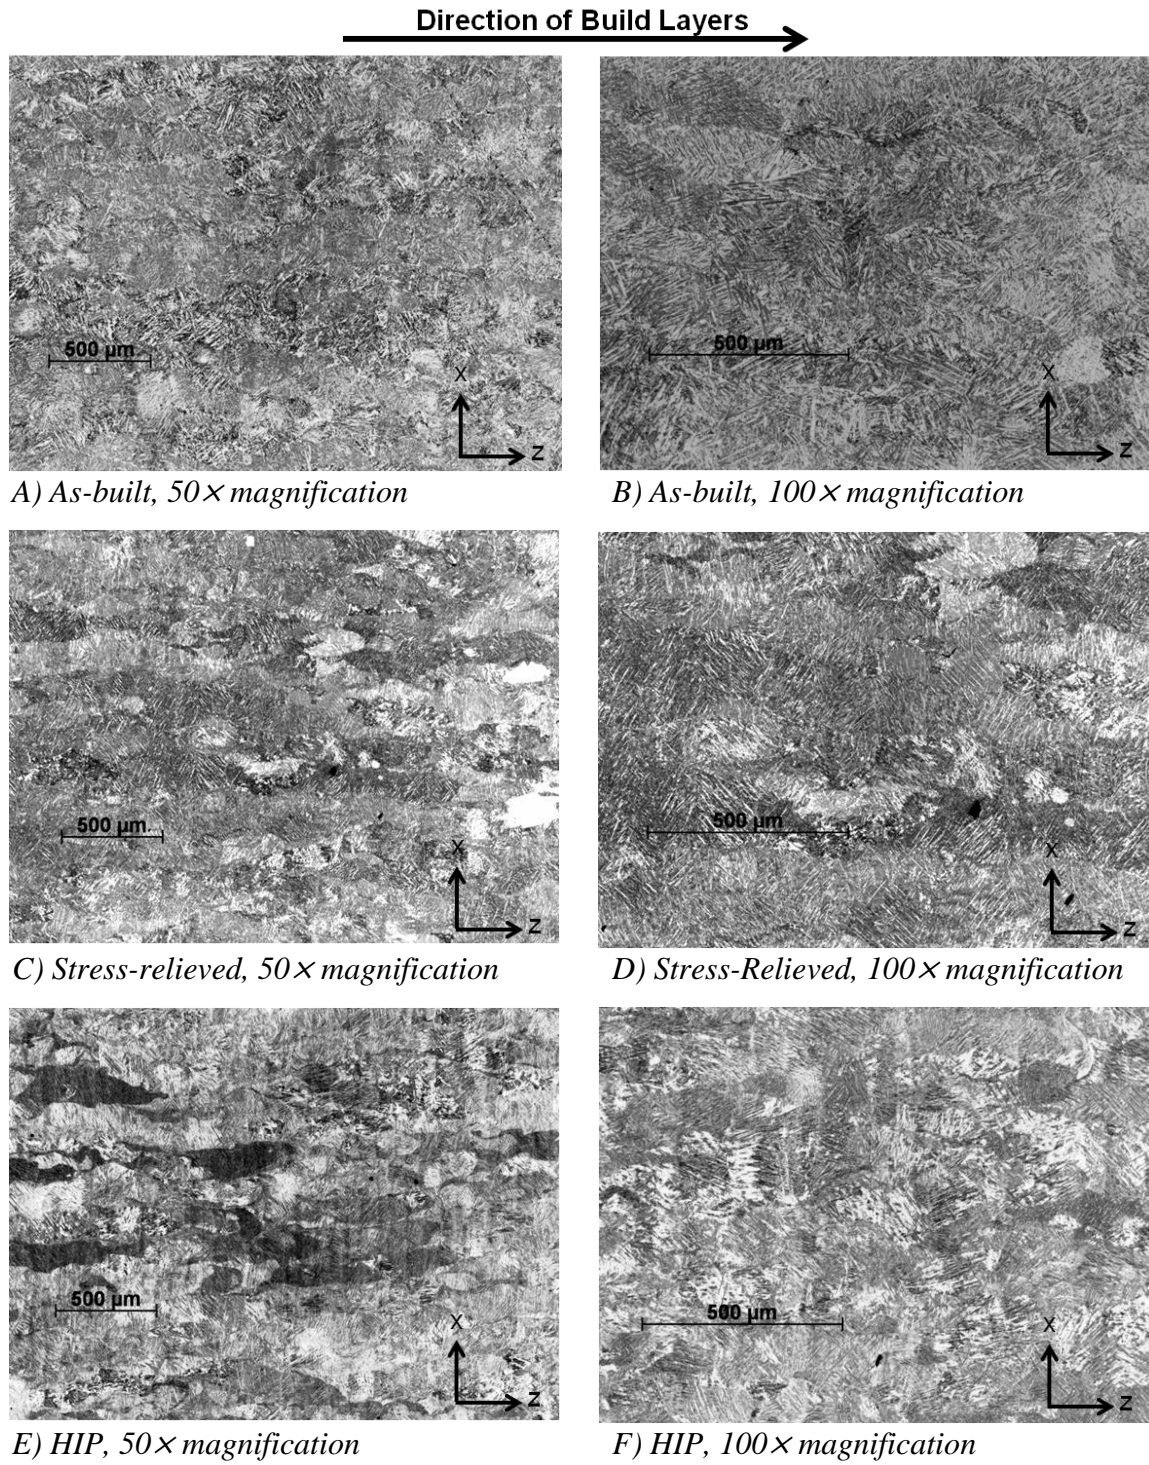 Direction of Build Layers
500 µm
X
Z
500 µm
X
Z
A) As-built, 50× magnification
B) As-built, 100× magnification
500 µm
X
Z
500 µm
X
Z
C) Stress-relieved, 50× magnification
D) Stress-Relieved, 100× magnification
500 µm
X
Z
500 µm
X
Z
E) HIP, 50× magnification
F) HIP, 100× magnification